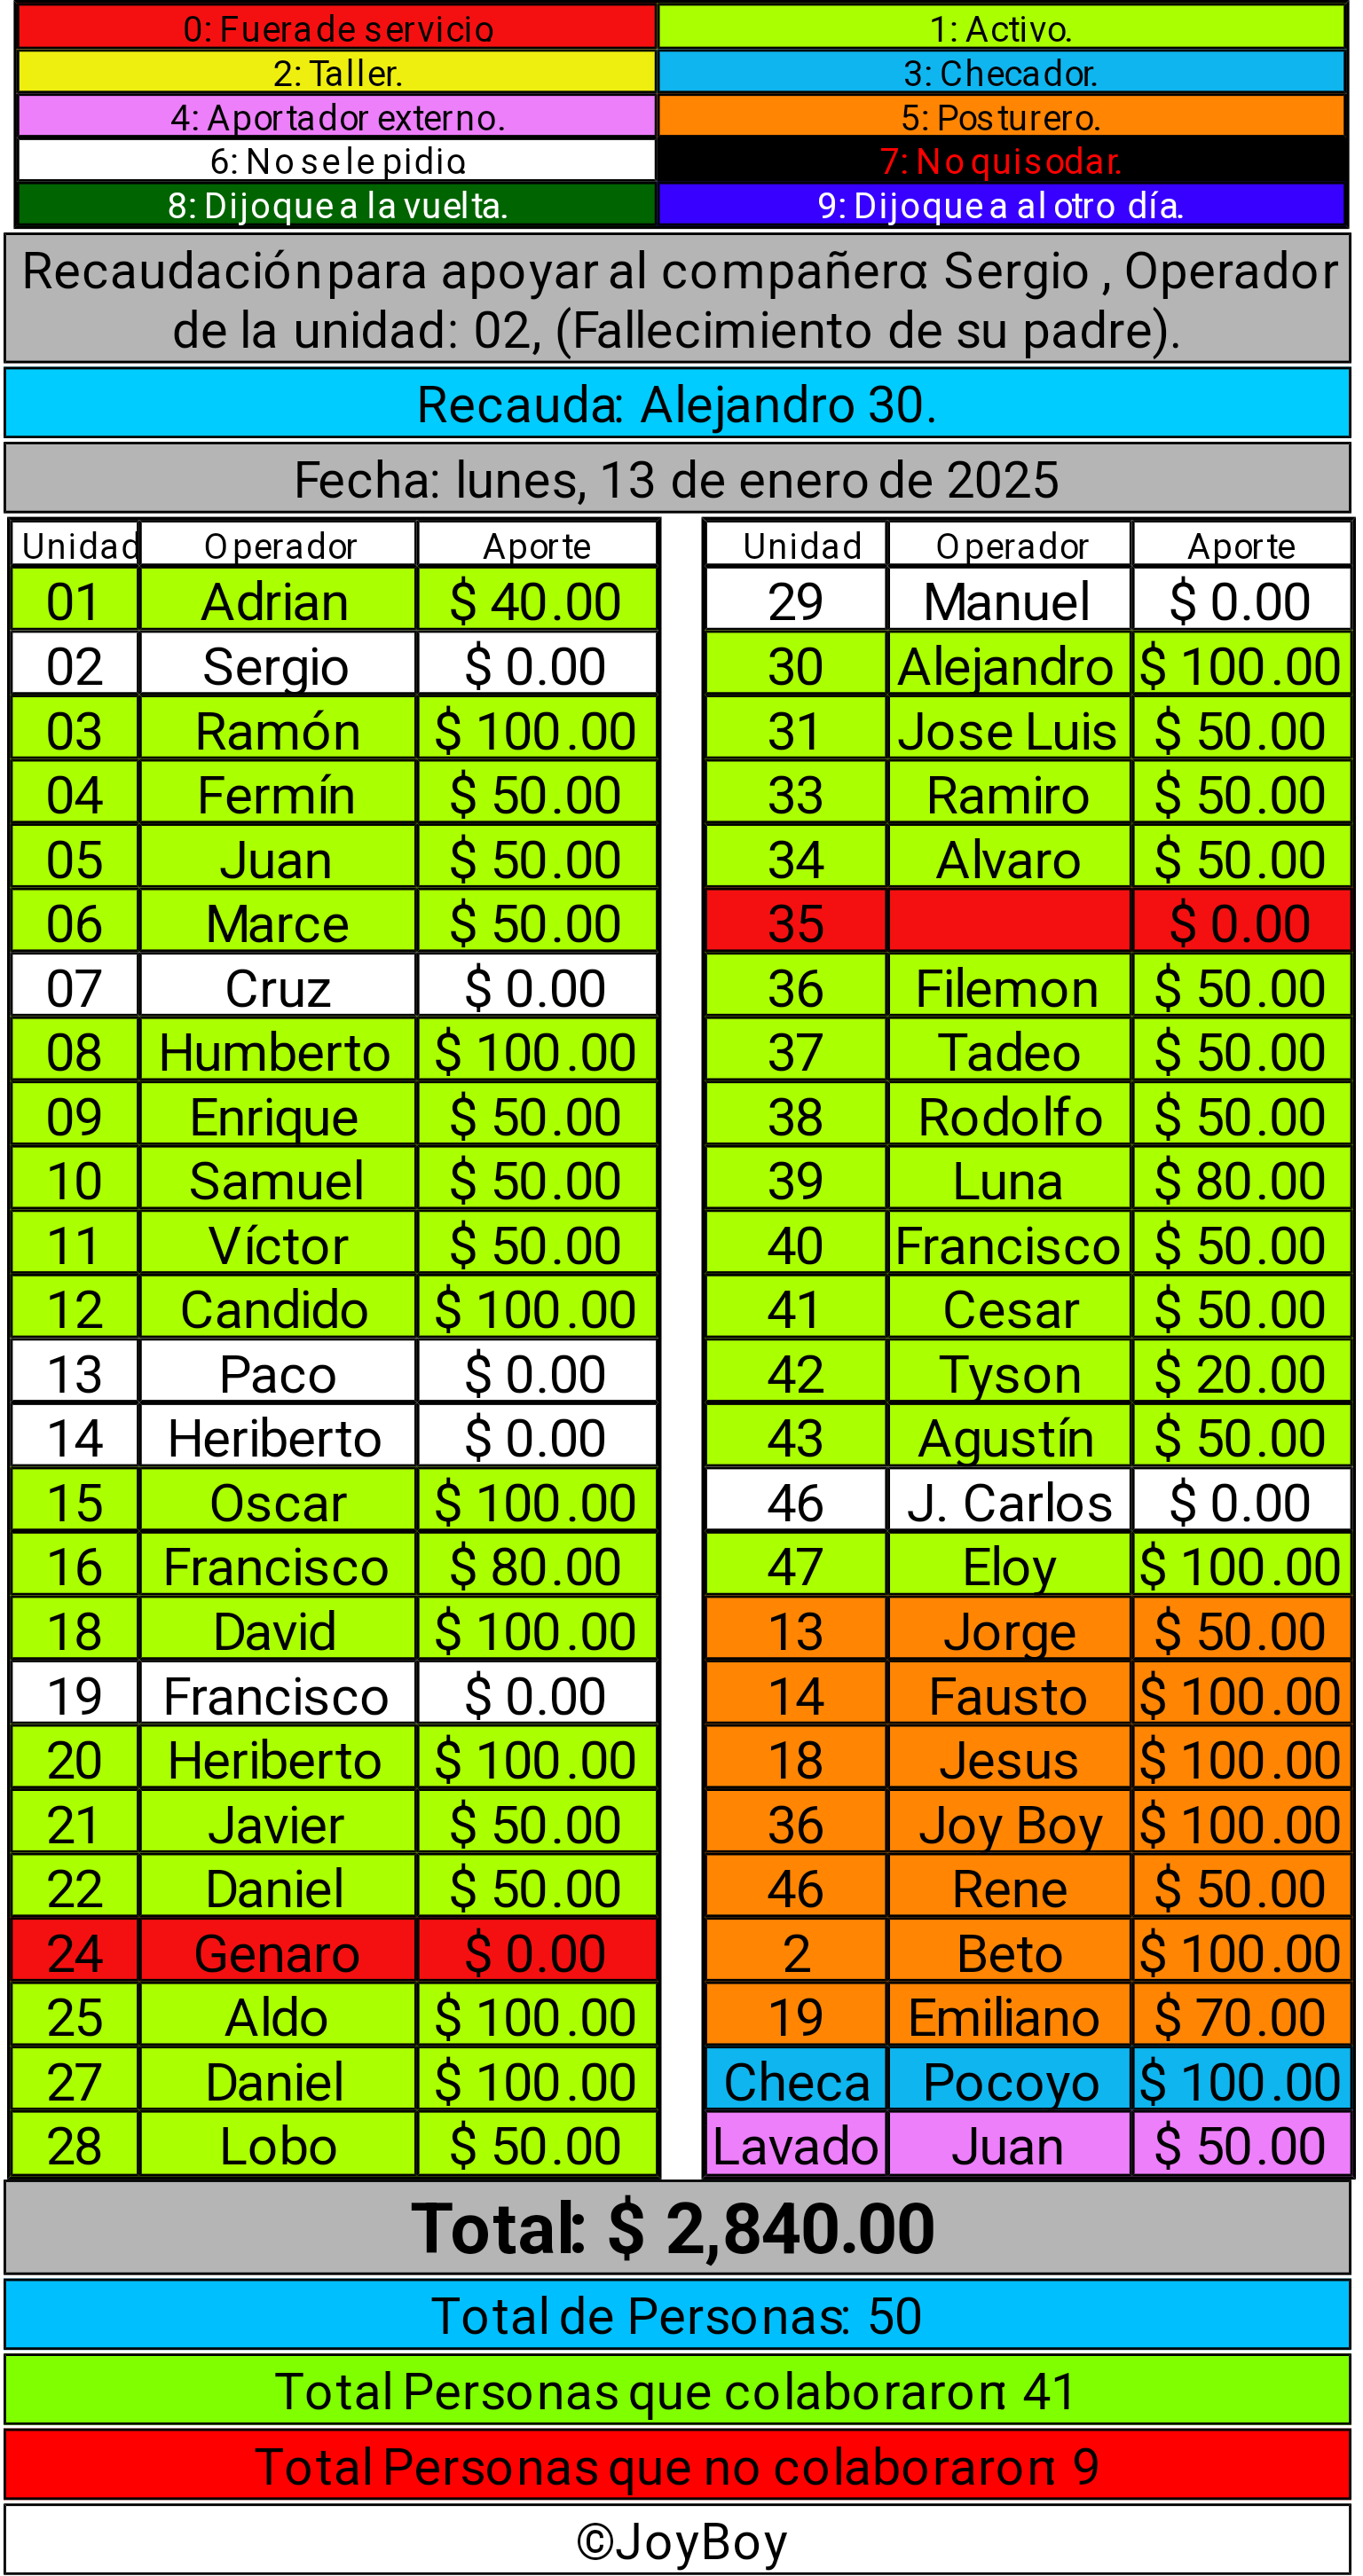 0: Fuera de servicio.
1: Activo.
2: Taller.
3: Checador.
4: Aportador externo.
5: Posturero.
6: No se le pidio.
7: No quiso dar.
8: Dijo que a la vuelta.
9: Dijo que a al otro día.
Recaudación para apoyar al compañero: Sergio , Operador
de la unidad: 02, (Fallecimiento de su padre).
Recauda: Alejandro 30.
Fecha: lunes, 13 de enero de 2025
Unidad Operador Aporte
01 Adrian $ 40.00
02 Sergio $ 0.00
03 Ramón $ 100.00
04 Fermín $ 50.00
05 Juan $ 50.00
06 Marce $ 50.00
07 Cruz $ 0.00
08 Humberto $ 100.00
09 Enrique $ 50.00
10 Samuel $ 50.00
11 Víctor $ 50.00
12 Candido $ 100.00
13 Paco $ 0.00
14 Heriberto $ 0.00
15 Oscar $ 100.00
16 Francisco $ 80.00
18 David $ 100.00
19 Francisco $ 0.00
20 Heriberto $ 100.00
21 Javier $ 50.00
22 Daniel $ 50.00
24 Genaro $ 0.00
25 Aldo $ 100.00
27 Daniel $ 100.00
28 Lobo $ 50.00
Unidad Operador Aporte
29 Manuel $ 0.00
30 Alejandro $ 100.00
31 Jose Luis $ 50.00
33 Ramiro $ 50.00
34 Alvaro $ 50.00
35 $ 0.00
36 Filemon $ 50.00
37 Tadeo $ 50.00
38 Rodolfo $ 50.00
39 Luna $ 80.00
40 Francisco $ 50.00
41 Cesar $ 50.00
42 Tyson $ 20.00
43 Agustín $ 50.00
46 J. Carlos $ 0.00
47 Eloy $ 100.00
13 Jorge $ 50.00
14 Fausto $ 100.00
18 Jesus $ 100.00
36 Joy Boy $ 100.00
46 Rene $ 50.00
2 Beto $ 100.00
19 Emiliano $ 70.00
Checa Pocoyo $ 100.00
Lavado Juan $ 50.00
Total: $ 2,840.00
Total de Personas: 50
Total Personas que colaboraron: 41
Total Personas que no colaboraron: 9
©JoyBoy